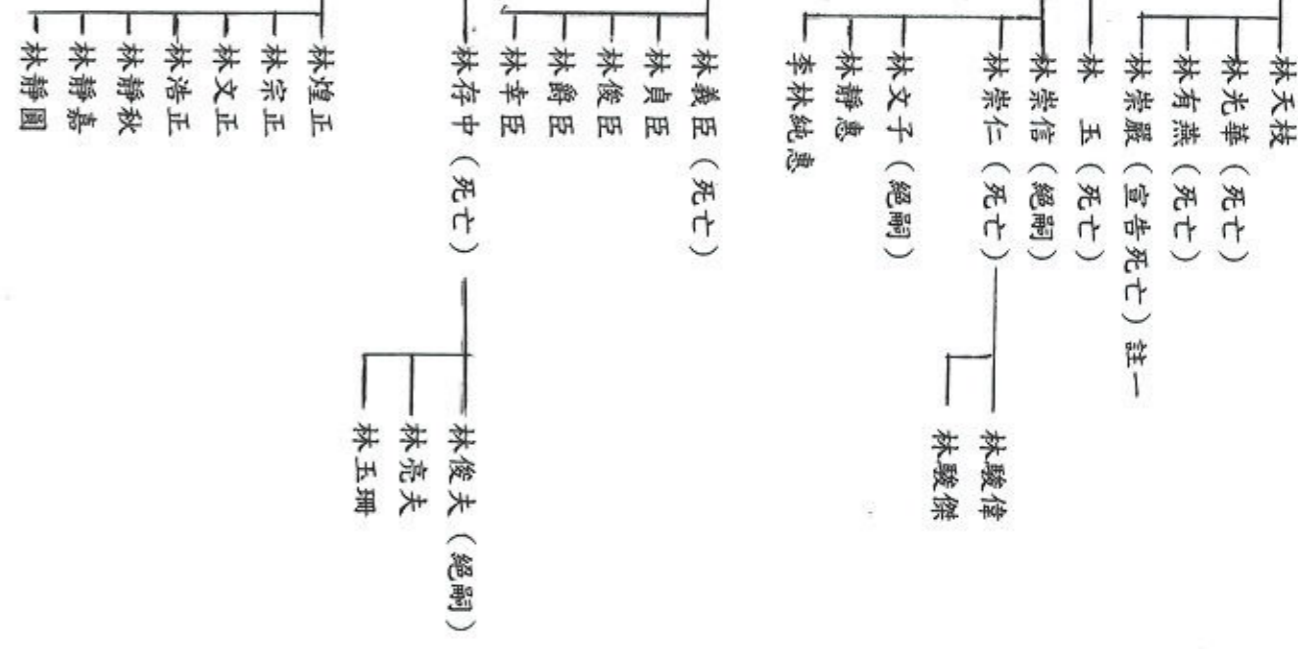 林天枝
林光華（死亡）
林有燕（死亡）
林崇嚴（宣告死亡）註一
林 玉（死亡）
林崇信（絕嗣）
林崇仁（死亡）
林駿偉
林駿傑
林文子（絕嗣）
林靜惠
李林純惠
林義臣（死亡）
林貞臣
林俊臣
林爵臣
林幸臣
林存中（死亡）
林俊夫（絕嗣）
林亮夫
林玉珊
林煌正
林宗正
林文正
林浩正
林靜秋
林靜嘉
林靜圓